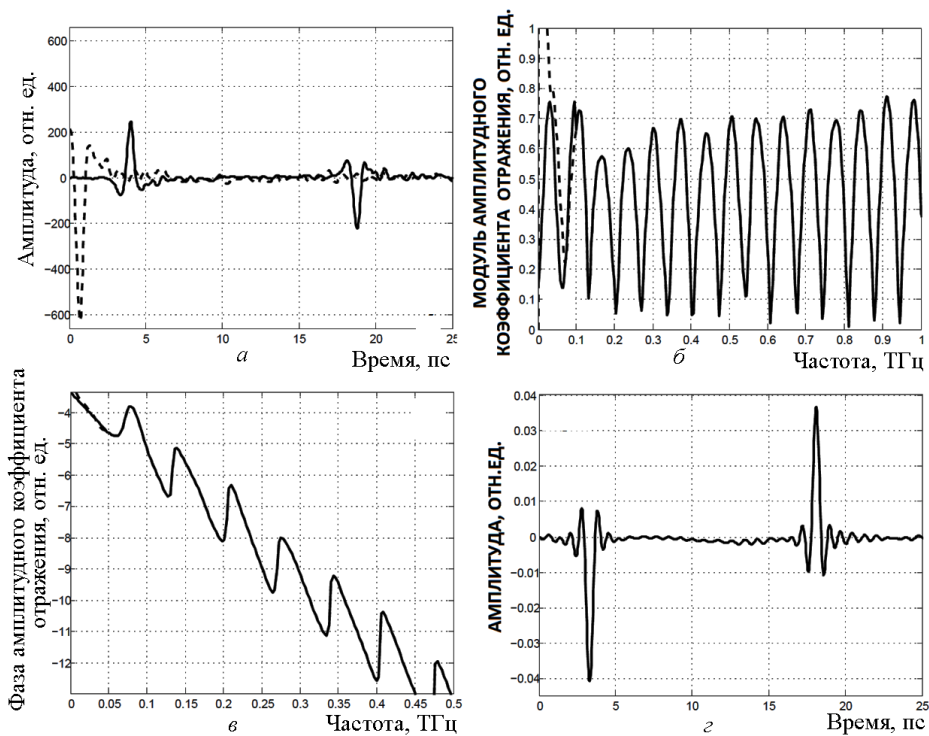 600
400
200
0
−200
−400
−600
0 5 10 15 20 25
Амплитуда, отн. ед.
а
Время, пс
1
0.9
0.8
0.7
0.6
0.5
0.4
0.3
0.2
0.1
0
0 0.1 0.2 0.3 0.4 0.5 0.6 0.7 0.8 0.9 1
МОДУЛЬ АМПЛИТУДНОГО
КОЭФФИЦИЕНТА ОТРАЖЕНИЯ, ОТН. ЕД.
б
Частота, ТГц
−4
−5
−6
−7
−8
−9
−10
−11
−12
0 0.05 0.1 0.15 0.2 0.25 0.3 0.35 0.4 0.45 0.5
Фаза амплитудного коэффициента
отражения, отн. ед.
в
Частота, ТГц
0.04
0.03
0.02
0.01
0
−0.01
−0.02
−0.03
−0.04
0 5 10 15 20 25
АМПЛИТУДА, ОТН.ЕД.
г
Время, пс